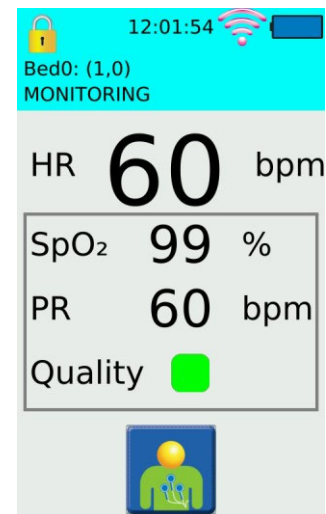 12:01:54
Bed0: (1,0)
MONITORING
HR 60 bpm
SpO₂ 99 %
PR 60 bpm
Quality